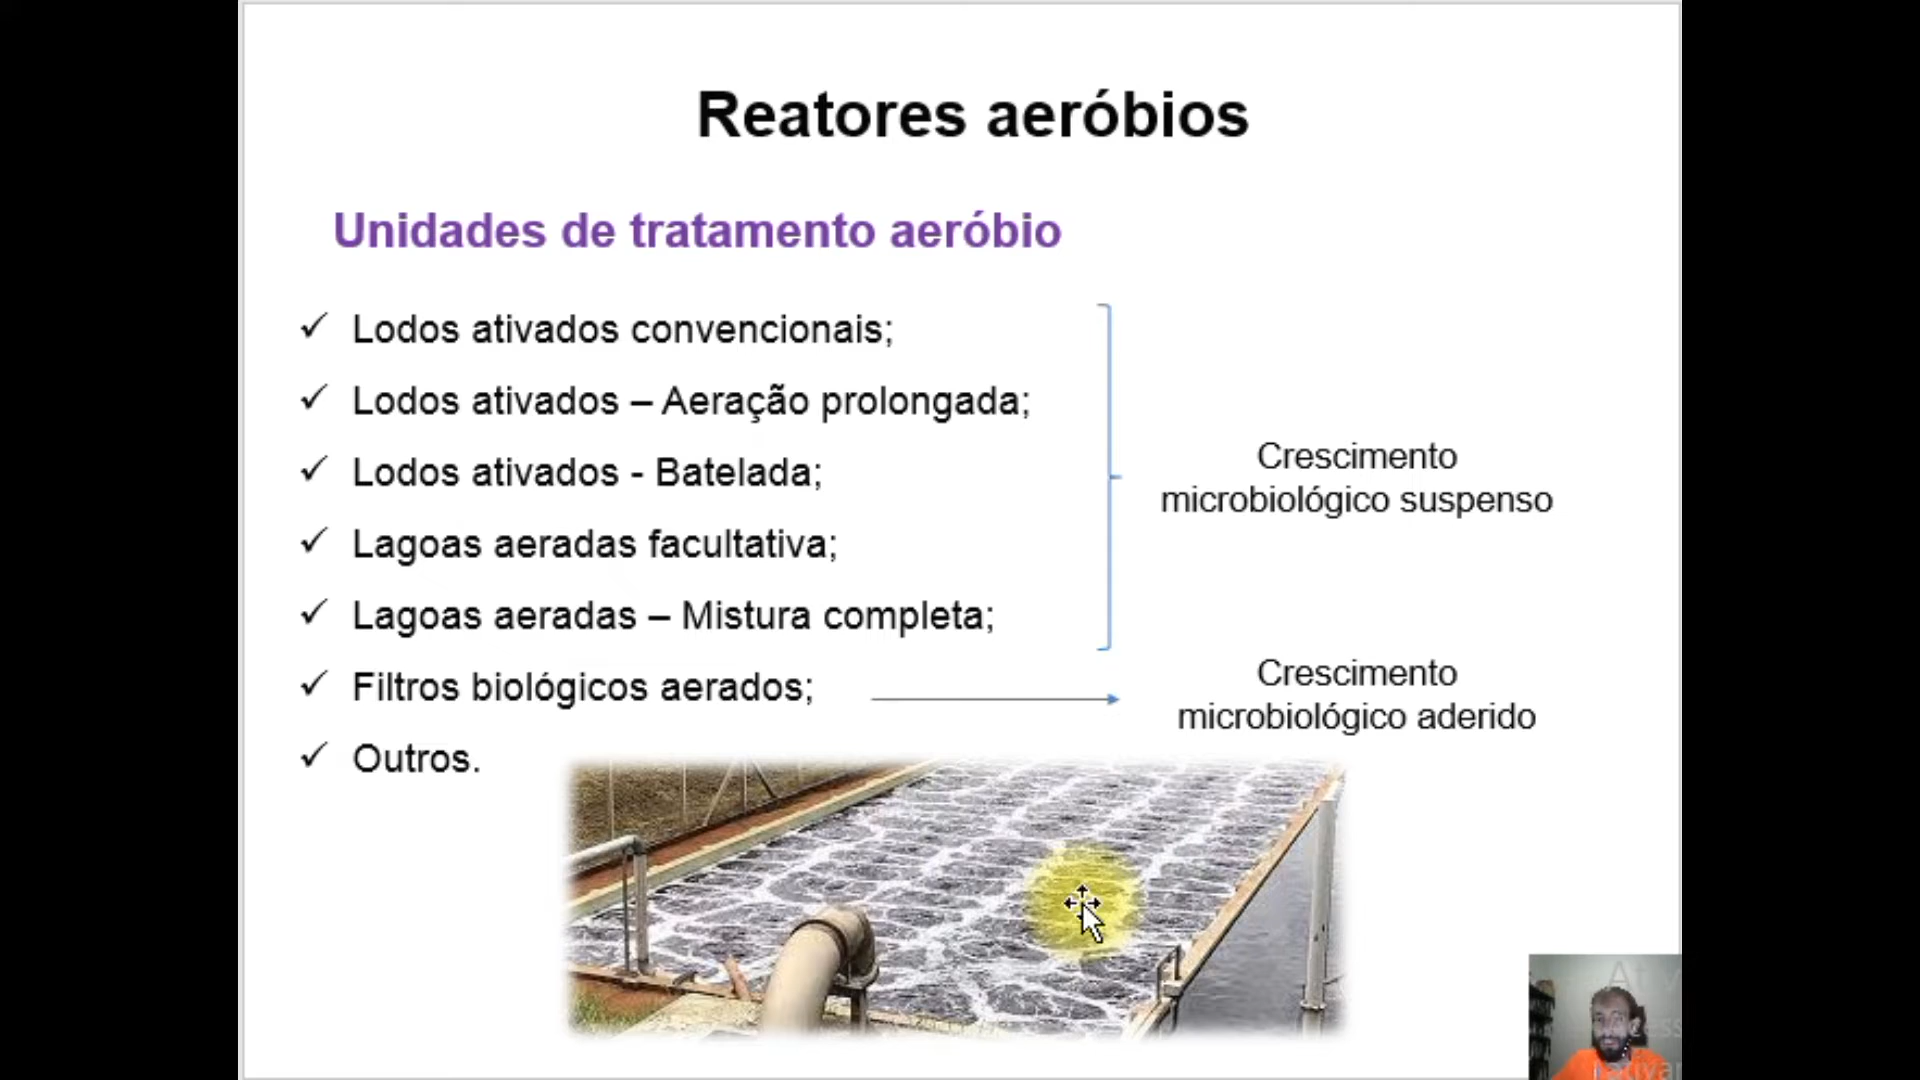 Reatores aeróbios
Unidades de tratamento aeróbio
✓ Lodos ativados convencionais;
✓ Lodos ativados – Aeração prolongada;
✓ Lodos ativados - Batelada;
✓ Lagoas aeradas facultativa;
✓ Lagoas aeradas – Mistura completa;
Crescimento
microbiológico suspenso
✓ Filtros biológicos aerados;
Crescimento
microbiológico aderido
✓ Outros.